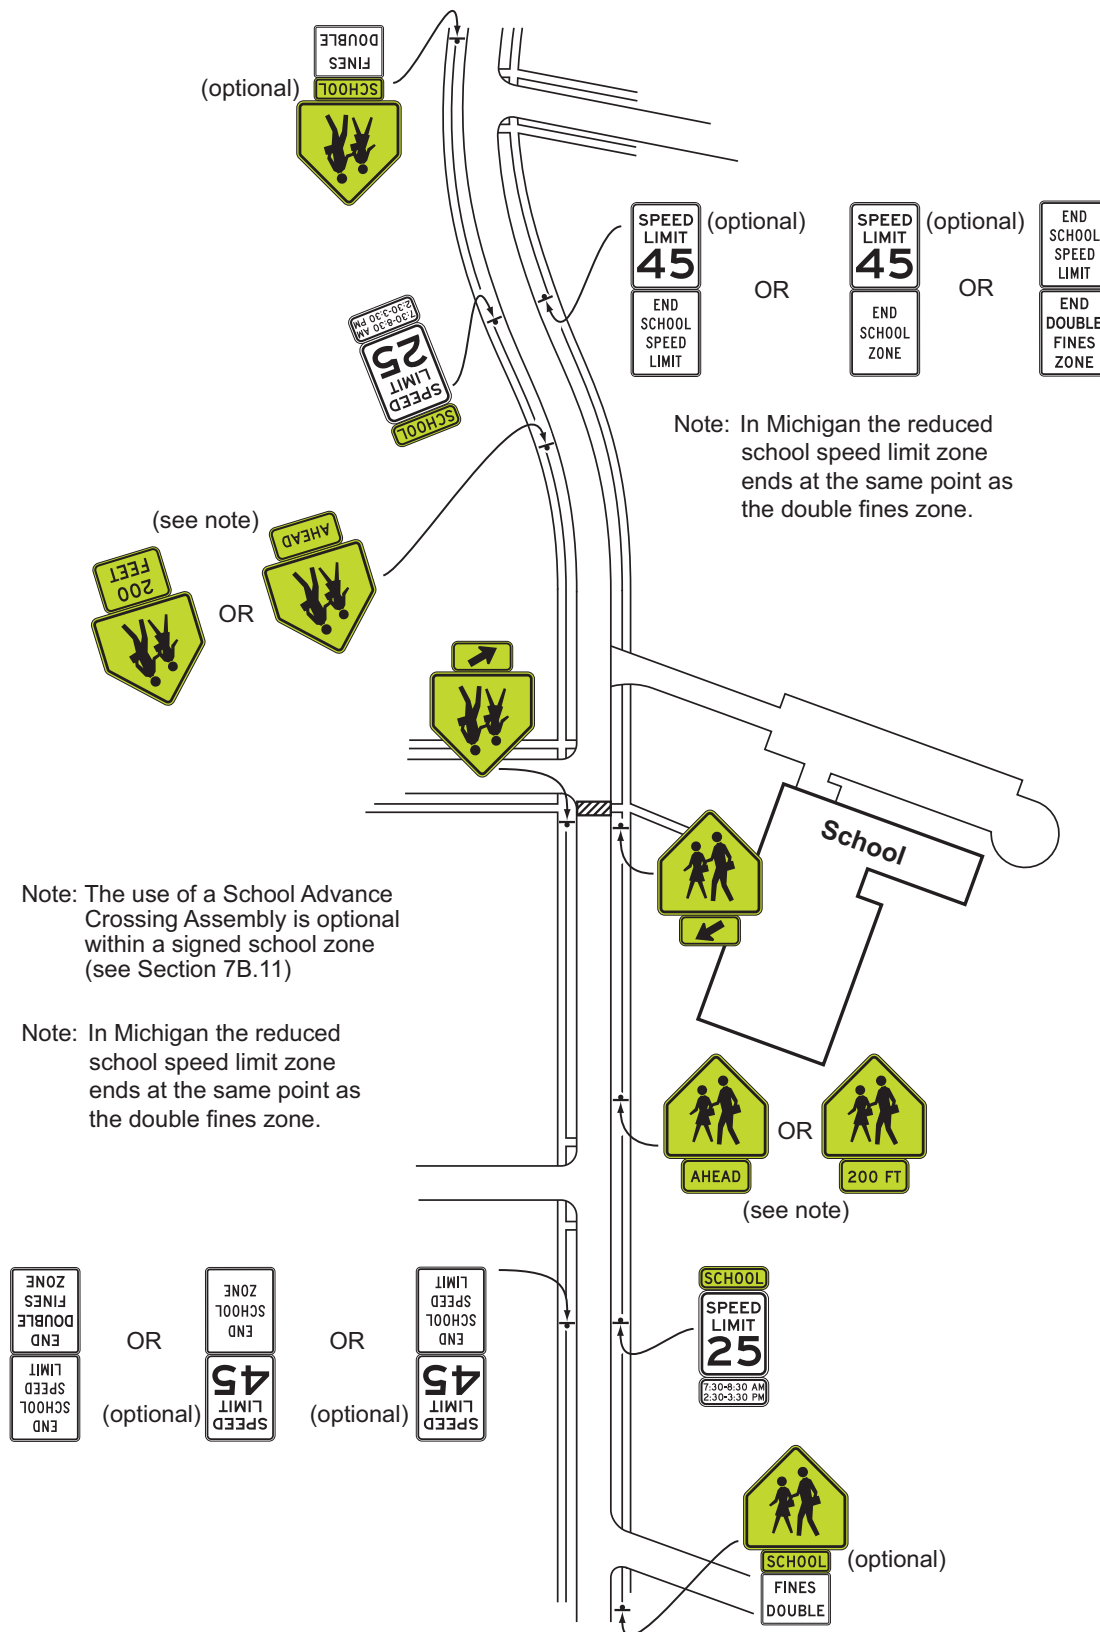 FINES
DOUBLE
SCHOOL
(optional)
SPEED
LIMIT
45
(optional)
END
SCHOOL
SPEED
LIMIT
OR
SPEED
LIMIT
45
(optional)
END
SCHOOL
ZONE
OR
END
SCHOOL
SPEED
LIMIT
END
DOUBLE
FINES
ZONE
SCHOOL
SPEED
LIMIT
25
7:30-8:30 AM
2:30-3:30 PM
Note: In Michigan the reduced
school speed limit zone
ends at the same point as
the double fines zone.
(see note)
200
FEET
OR
AHEAD
School
Note: The use of a School Advance
Crossing Assembly is optional
within a signed school zone
(see Section 7B.11)
Note: In Michigan the reduced
school speed limit zone
ends at the same point as
the double fines zone.
AHEAD
OR
200 FT
(see note)
END
SCHOOL
SPEED
LIMIT
END
DOUBLE
FINES
ZONE
OR
SPEED
LIMIT
45
END
SCHOOL
ZONE
(optional)
OR
SPEED
LIMIT
45
END
SCHOOL
SPEED
LIMIT
(optional)
SCHOOL
SPEED
LIMIT
25
7:30-8:30 AM
2:30-3:30 PM
SCHOOL
(optional)
FINES
DOUBLE